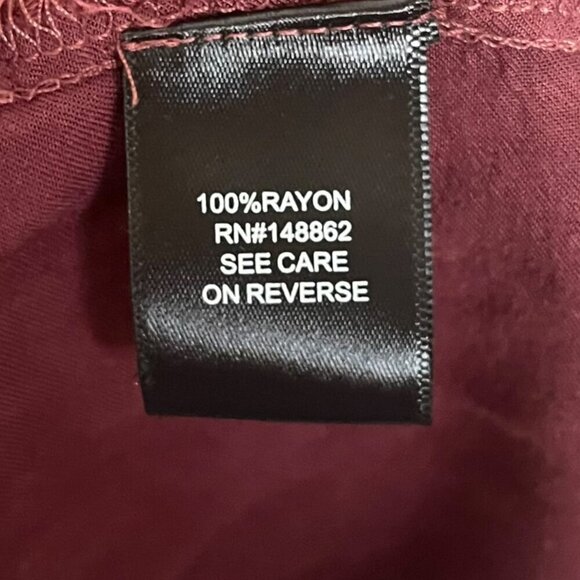 100%RAYON
RN#148862
SEE CARE
ON REVERSE